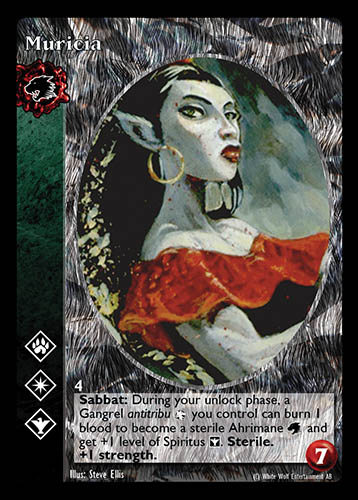 Muricia
4
Sabbat: During your unlock phase, a
Gangrel antitribu you control can burn 1
blood to become a sterile Ahrimane and
get +1 level of Spiritus. Sterile.
+1 strength.
7
Illus: Steve Ellis
(C) White Wolf Entertainment AB